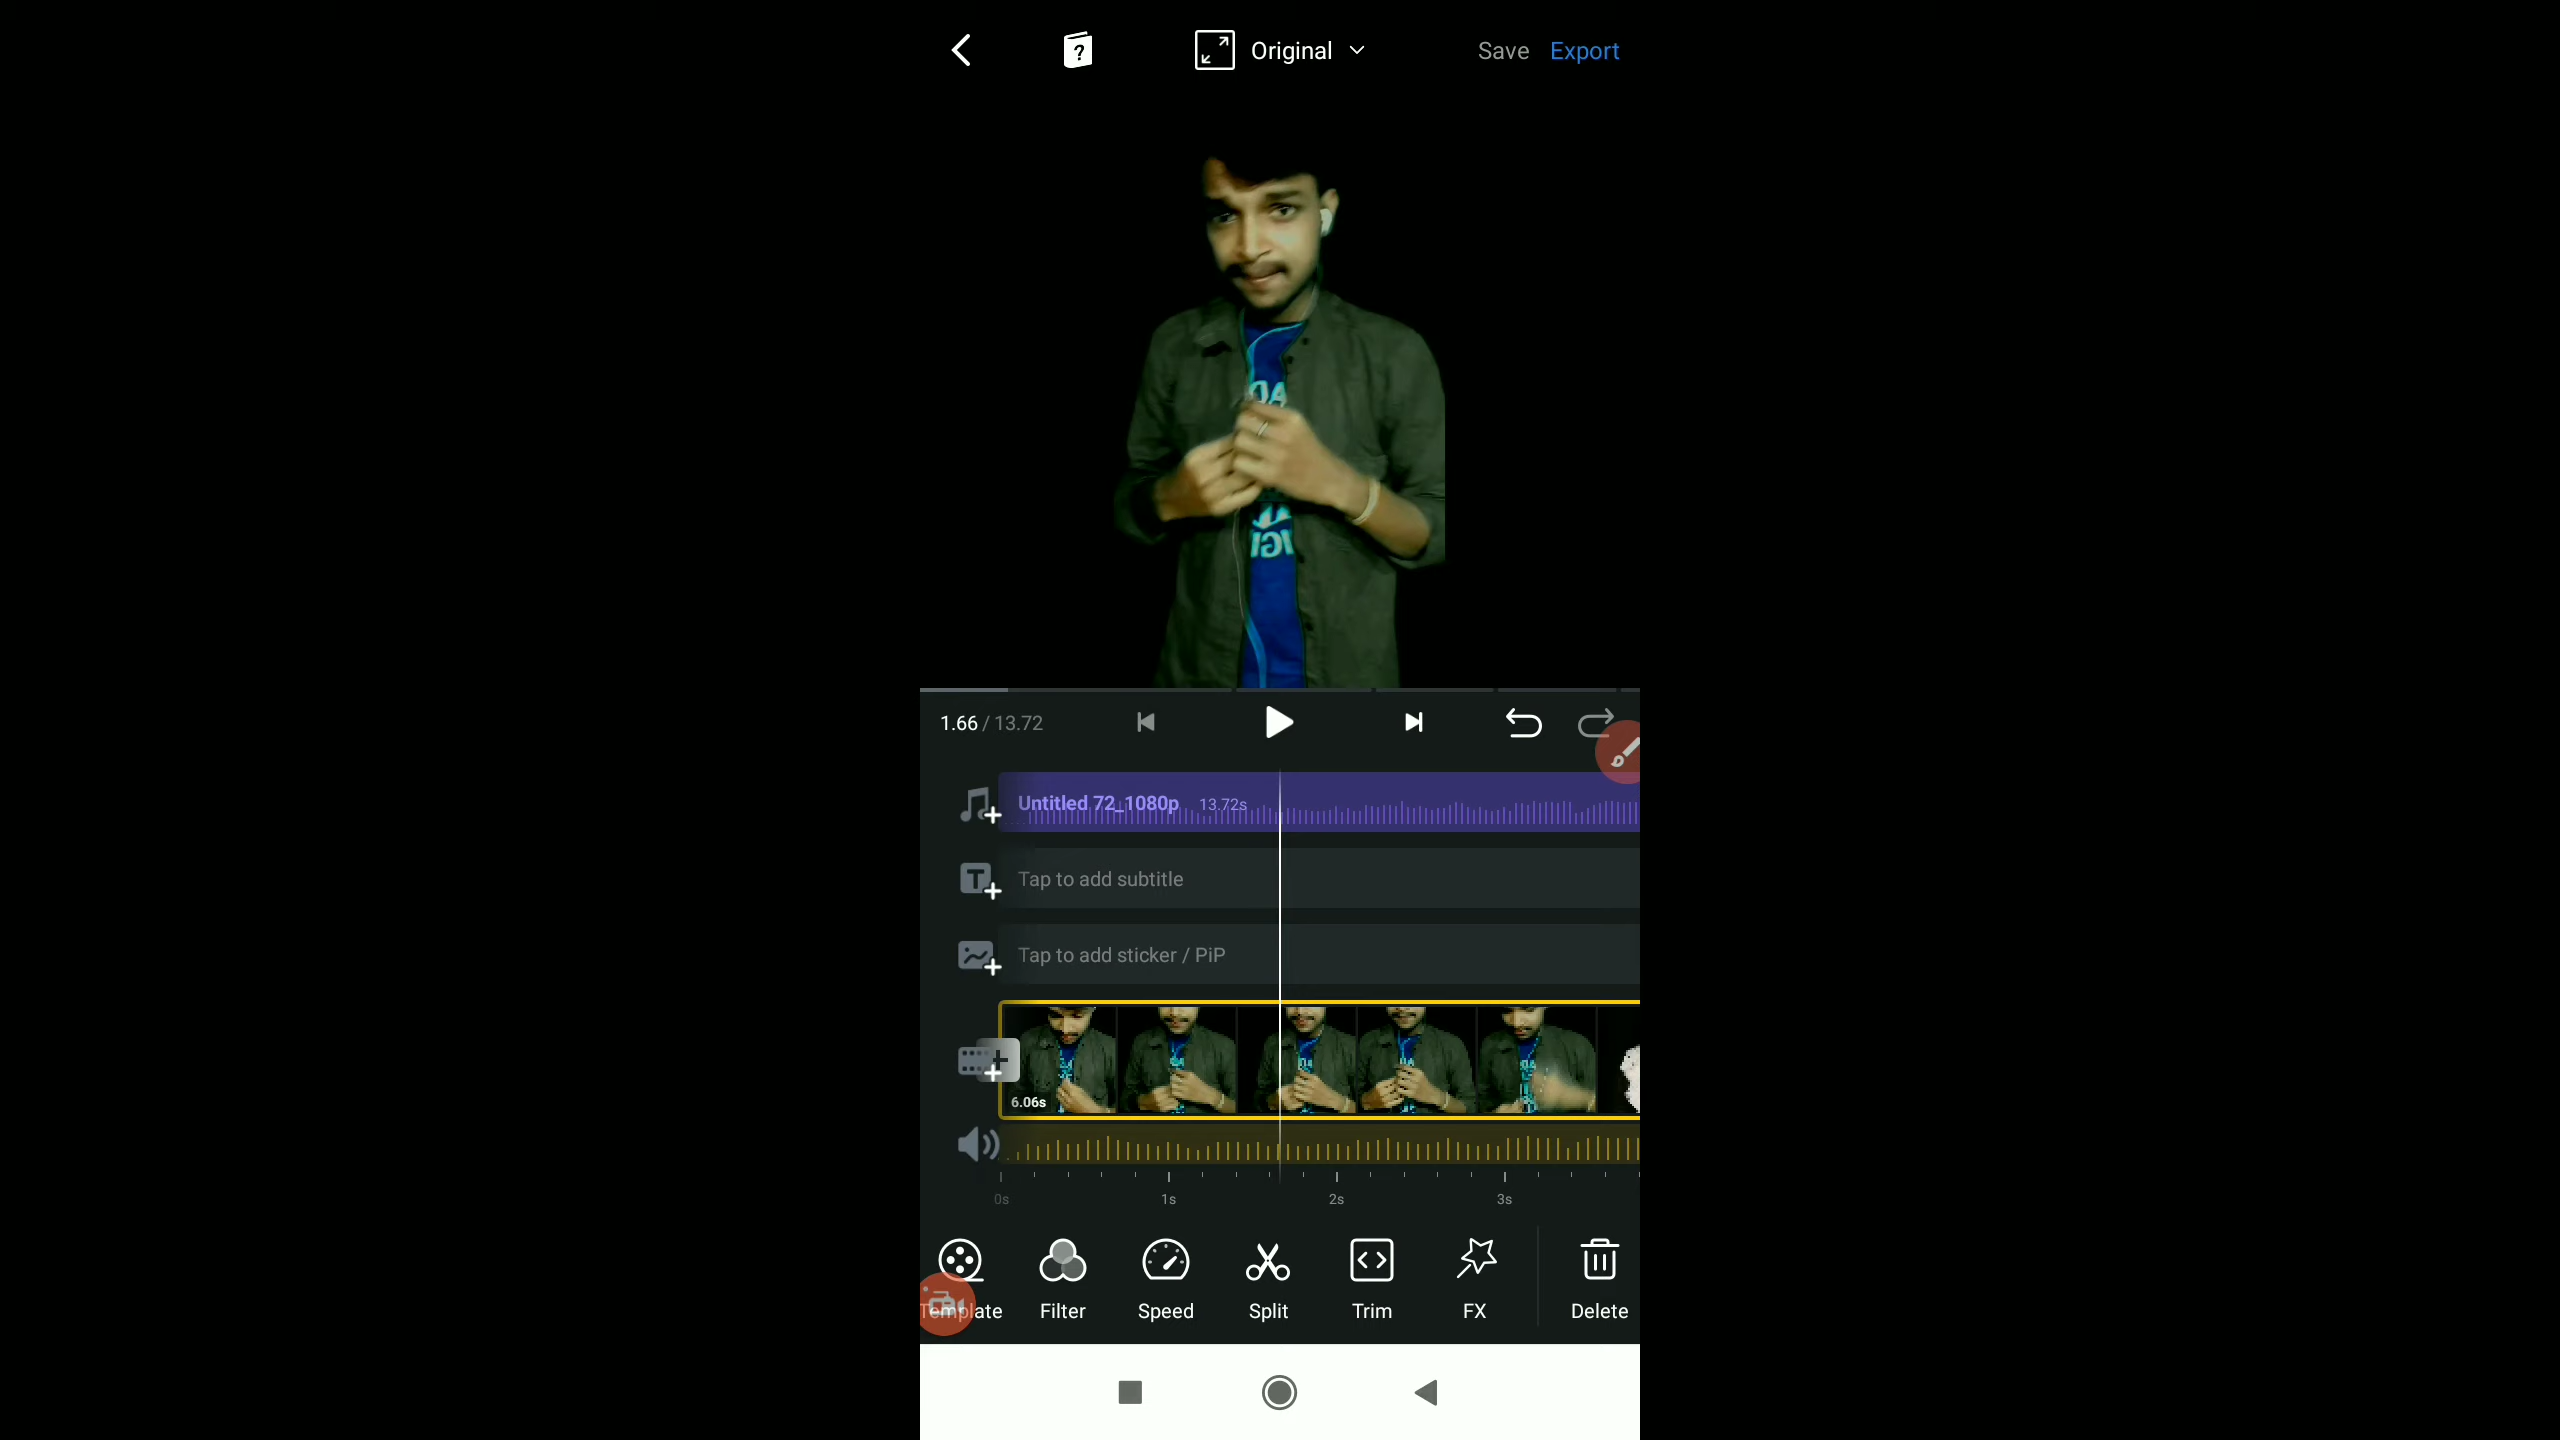 Original
Save Export
1.66 / 13.72
Untitled 72_1080p 13.72s
Tap to add subtitle
Tap to add sticker / PiP
6.06s
0s 1s 2s 3s
Template Filter Speed Split Trim FX Delete